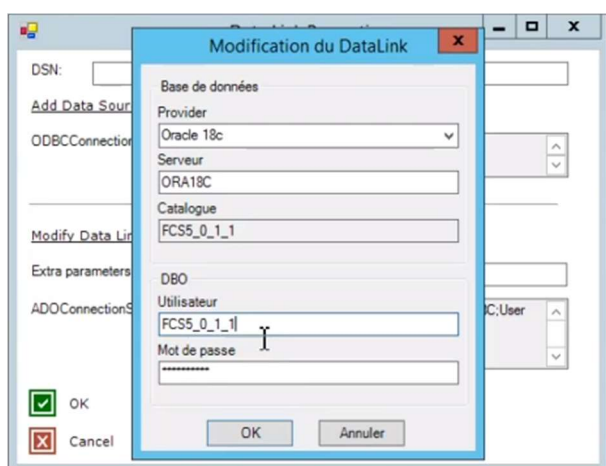 Modification du DataLink
x
x
DSN:
Base de données
Add Data Sour
Provider
Oracle 18c
ODBCConnection
Serveur
ORA18C
Catalogue
FCS5_0_1_1
Modify Data Lin
Extra parameters
DBO
Utilisateur
ADOConnectionS
C;User
FCS5_0_1_1
Mot de passe
**********
OK
OK
Annuler
Cancel